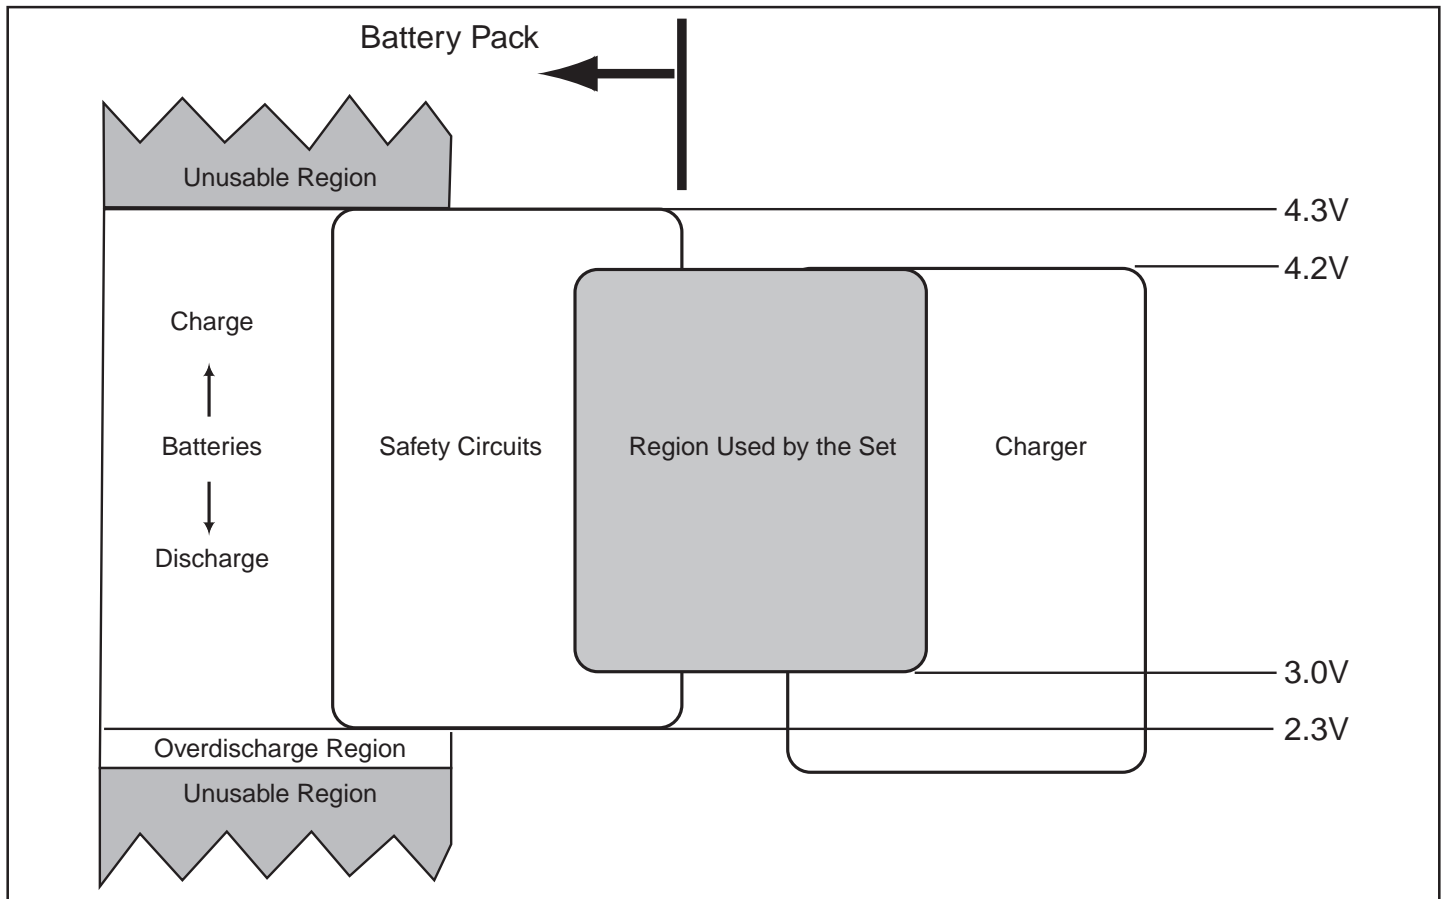 Battery Pack
Unusable Region
4.3V
4.2V
Charge
Batteries
Safety Circuits
Region Used by the Set
Charger
Discharge
3.0V
2.3V
Overdischarge Region
Unusable Region